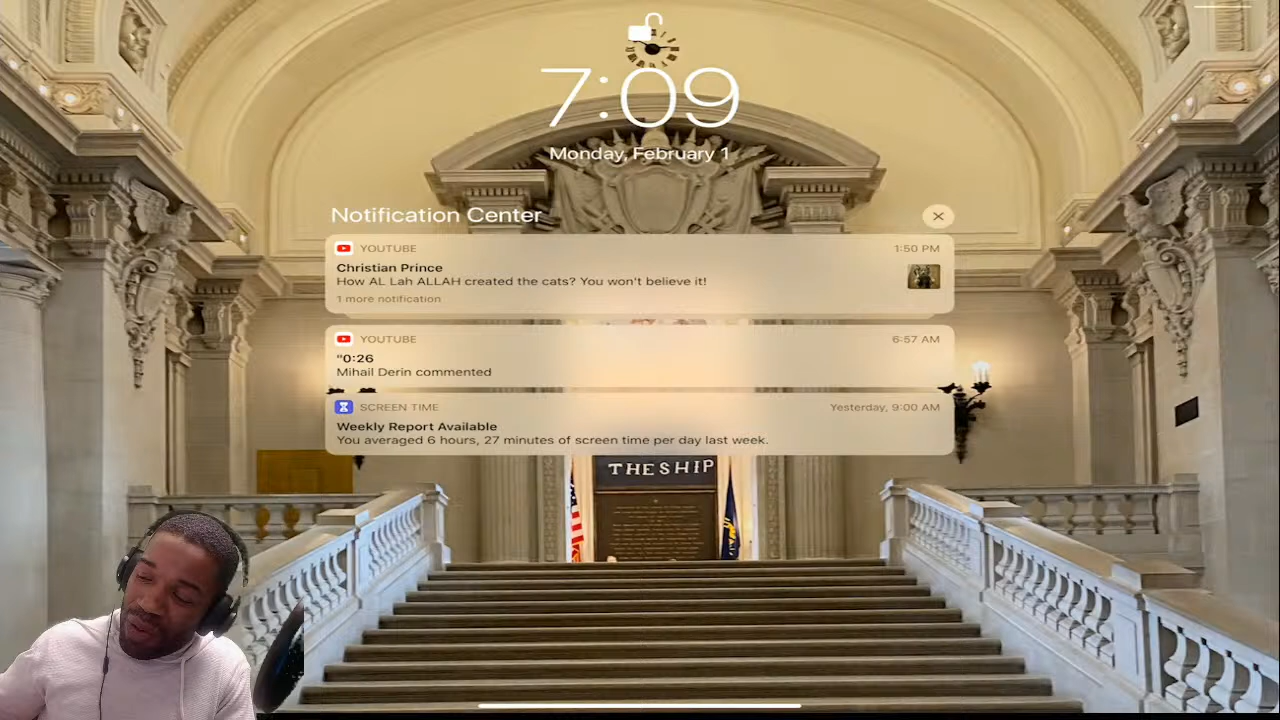 7:09
Monday, February 1
Notification Center
YOUTUBE
1:50 PM
Christian Prince
How AL Lah ALLAH created the cats? You won't believe it!
1 more notification
YOUTUBE
6:57 AM
"0:26
Mihail Derin commented
SCREEN TIME
Yesterday, 9:00 AM
Weekly Report Available
You averaged 6 hours, 27 minutes of screen time per day last week.
THE SHIP